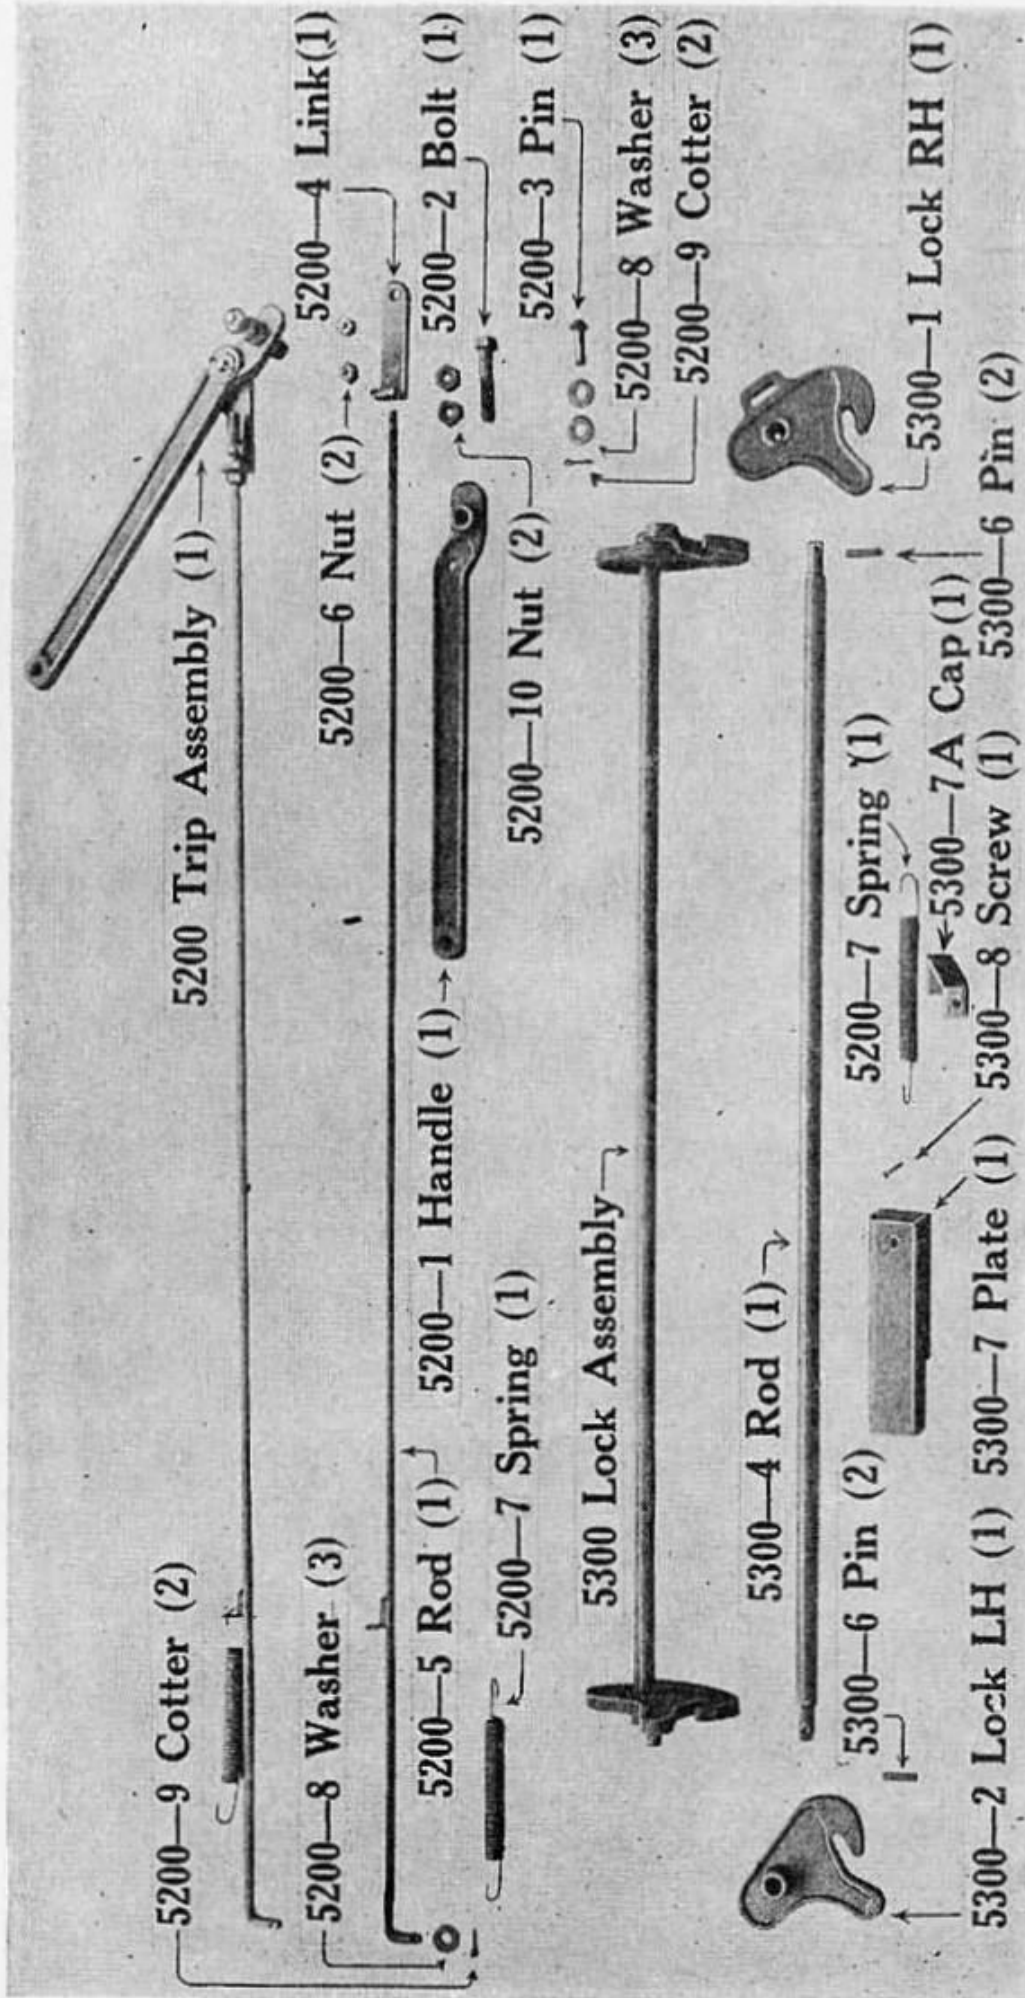 5200—9 Cotter (2)
5200 Trip Assembly (1)
5200—4 Link (1)
5200—8 Washer (3)
5200—6 Nut (2)
5200—2 Bolt (1)
5200—5 Rod (1)
5200—1 Handle (1)
5200—10 Nut (2)
5200—3 Pin (1)
5200—7 Spring (1)
5200—8 Washer (3)
5200—9 Cotter (2)
5300 Lock Assembly
5300—4 Rod (1)
5300—1 Lock RH (1)
5300—6 Pin (2)
5200—7 Spring (1)
5300—7A Cap (1)
5300—2 Lock LH (1)
5300—7 Plate (1)
5300—8 Screw (1)
5300—6 Pin (2)